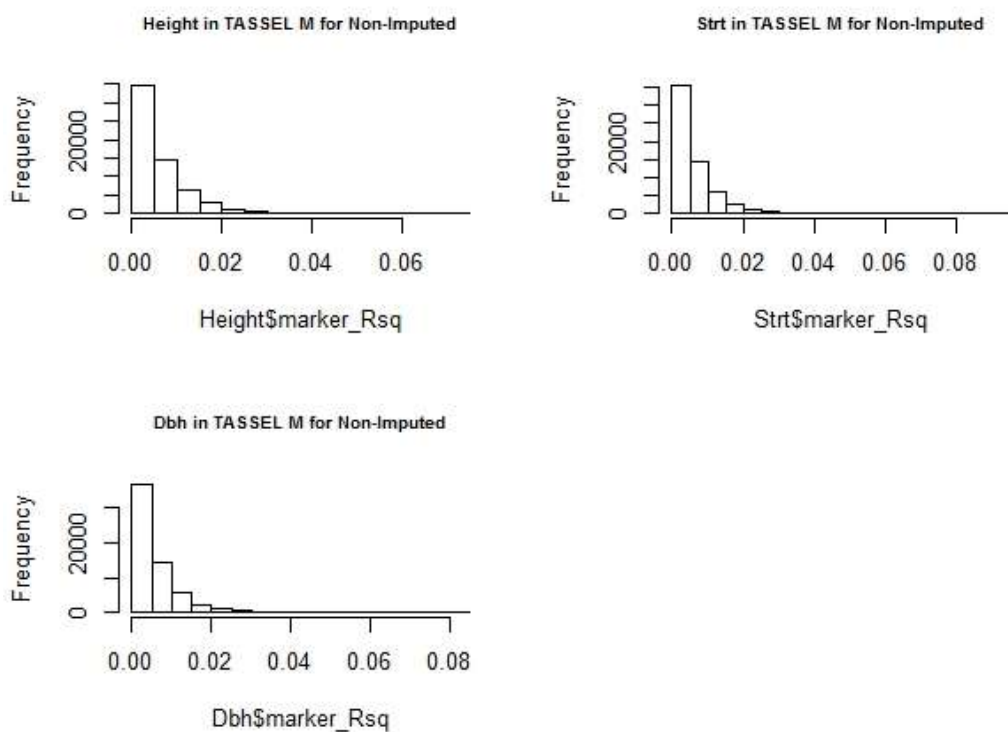 Height in TASSEL M for Non-Imputed
Frequency
20000
0
0.00 0.02 0.04 0.06
Height$marker_Rsq
Strt in TASSEL M for Non-Imputed
Frequency
20000
0
0.00 0.02 0.04 0.06 0.08
Strt$marker_Rsq
Dbh in TASSEL M for Non-Imputed
Frequency
20000
0
0.00 0.02 0.04 0.06 0.08
Dbh$marker_Rsq